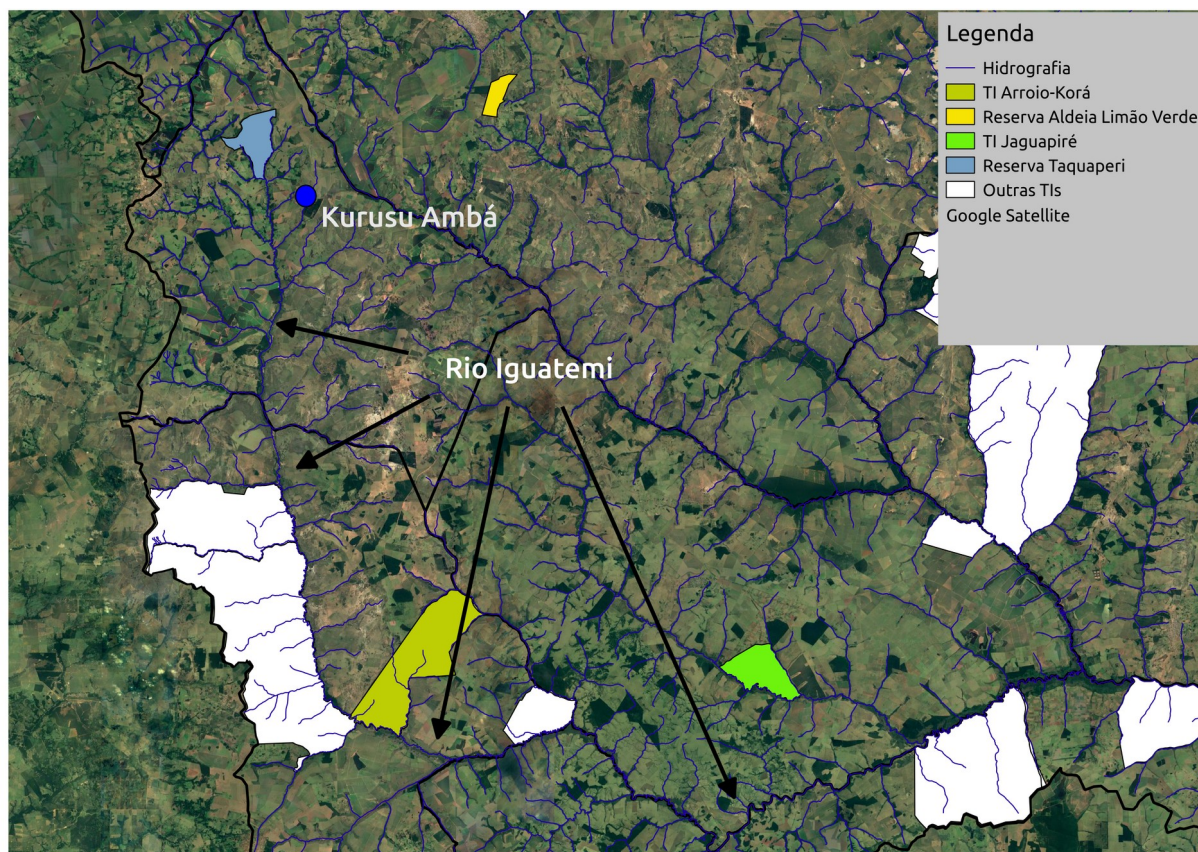 Legenda
Hidrografia
TI Arroio-Korá
Reserva Aldeia Limão Verde
TI Jaguapiré
Reserva Taquaperi
Outras TIs
Google Satellite
Kurusu Ambá
Rio Iguatemi